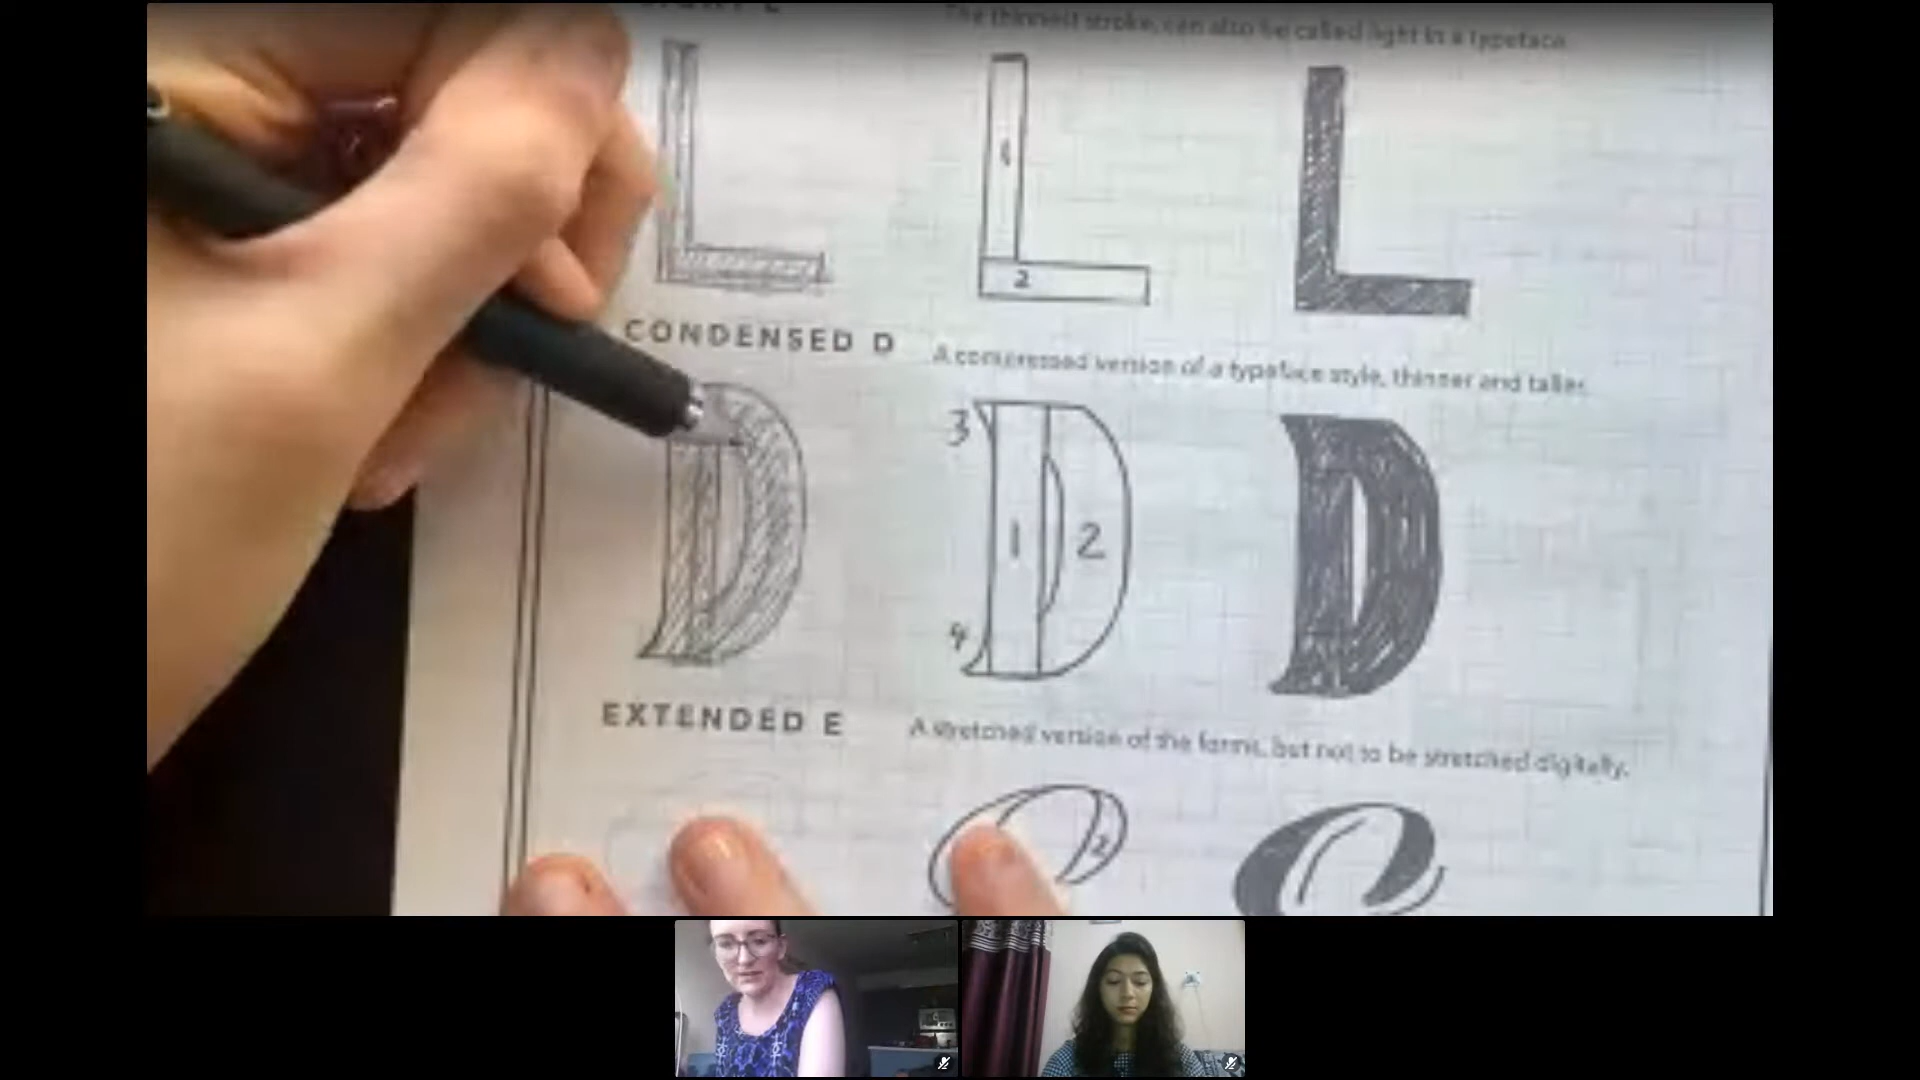 The thinnest stroke, can also be called light in a typeface.
L L L
1
2
CONDENSED D
A compressed version of a typeface style, thinner and taller.
D D D
3
1 2
4
EXTENDED E
A stretched version of the forms, but not to be stretched digitally.
2